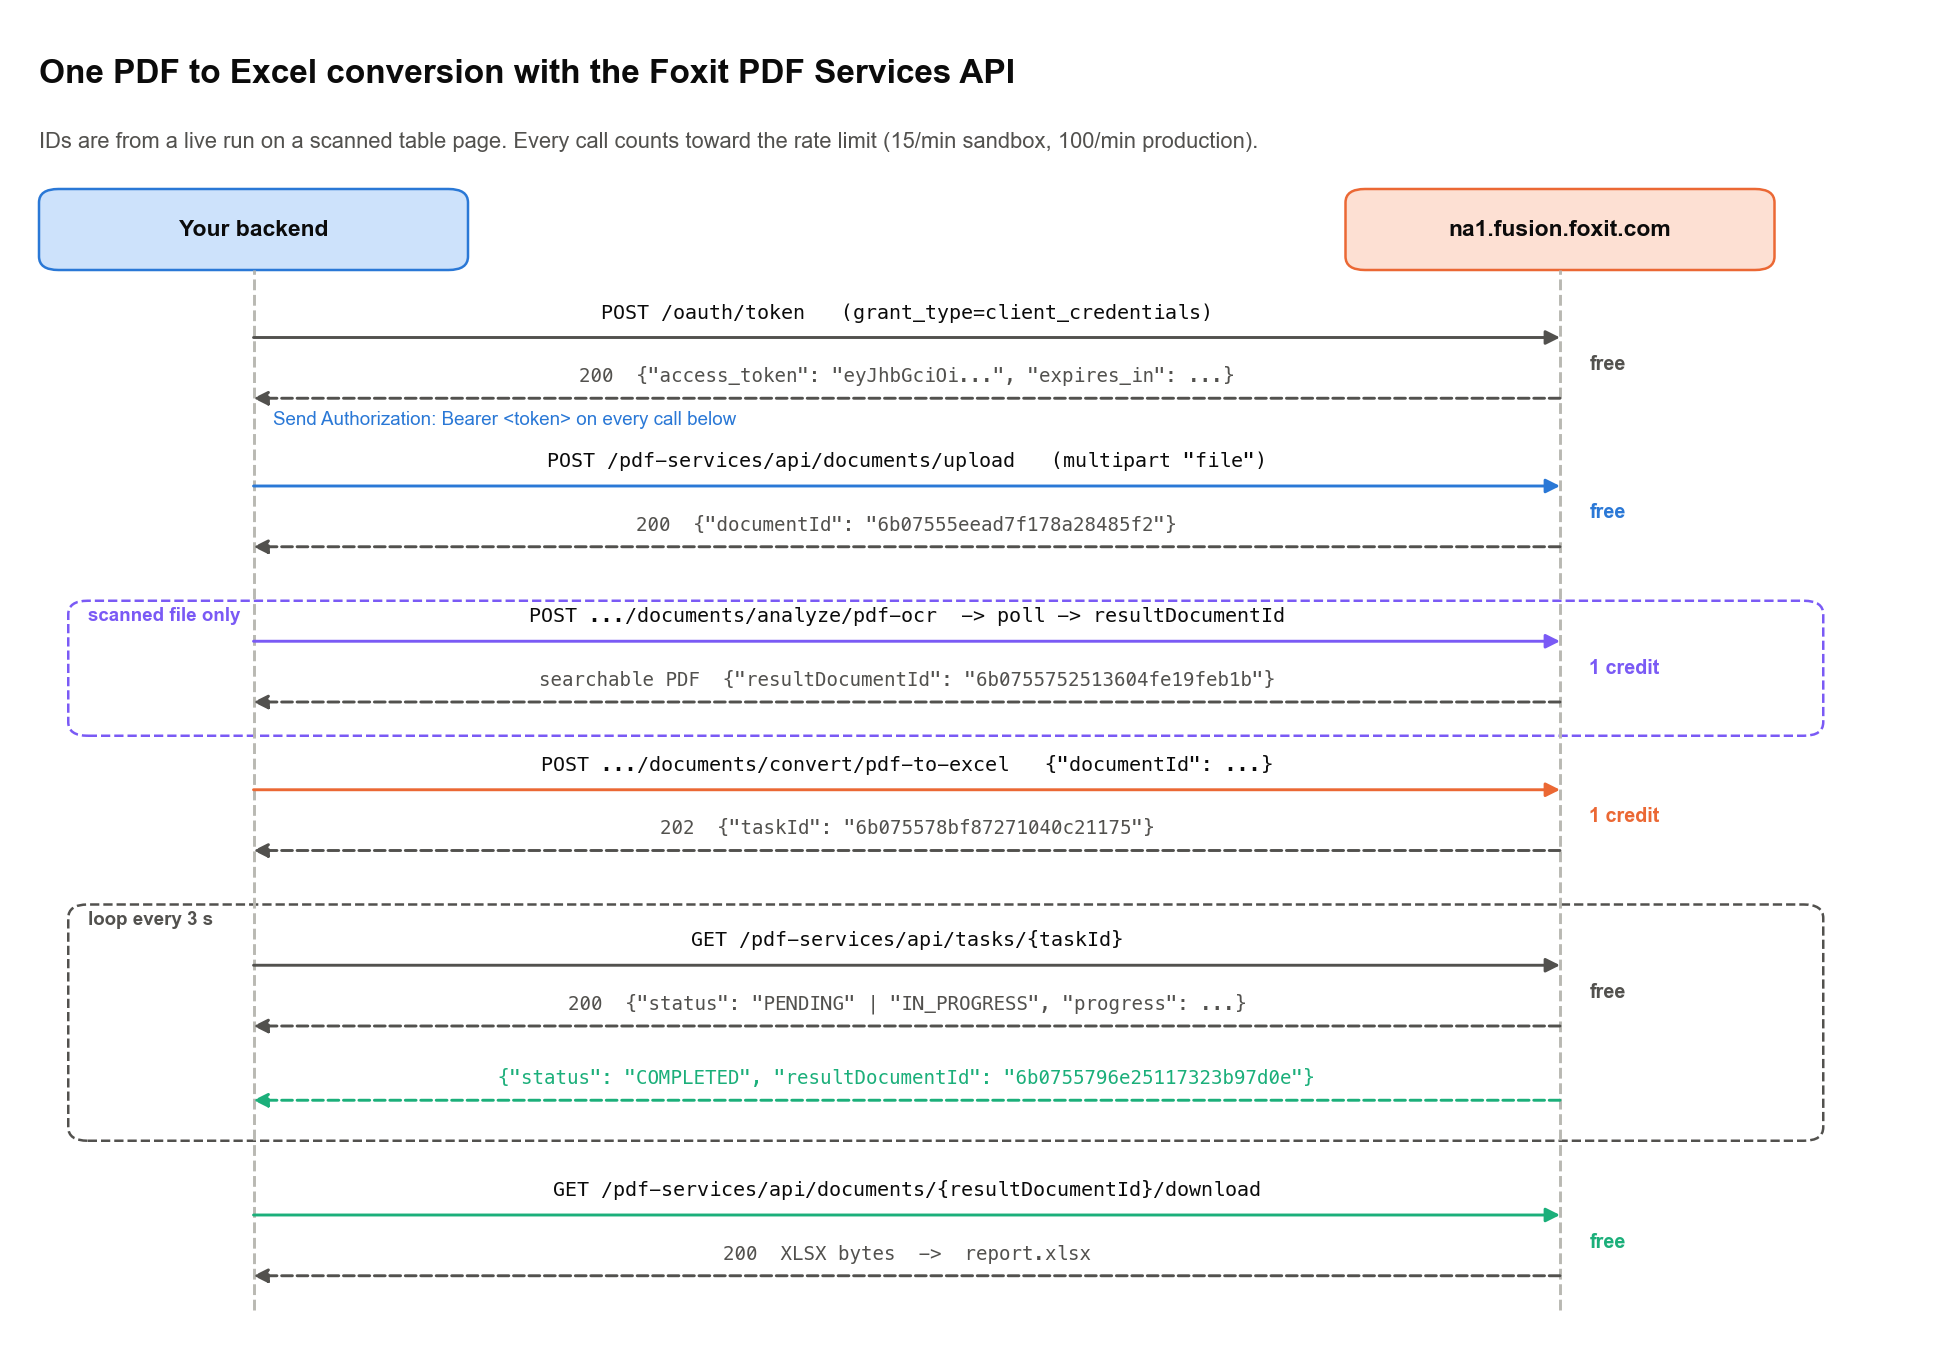 One PDF to Excel conversion with the Foxit PDF Services API
IDs are from a live run on a scanned table page. Every call counts toward the rate limit (15/min sandbox, 100/min production).
Your backend
na1.fusion.foxit.com
POST /oauth/token   (grant_type=client_credentials)
free
200  {"access_token": "eyJhbGciOi...", "expires_in": ...}
Send Authorization: Bearer <token> on every call below
POST /pdf-services/api/documents/upload   (multipart "file")
free
200  {"documentId": "6b07555eead7f178a28485f2"}
scanned file only
POST .../documents/analyze/pdf-ocr  -> poll -> resultDocumentId
1 credit
searchable PDF  {"resultDocumentId": "6b0755752513604fe19feb1b"}
POST .../documents/convert/pdf-to-excel   {"documentId": ...}
1 credit
202  {"taskId": "6b075578bf87271040c21175"}
loop every 3 s
GET /pdf-services/api/tasks/{taskId}
free
200  {"status": "PENDING" | "IN_PROGRESS", "progress": ...}
{"status": "COMPLETED", "resultDocumentId": "6b0755796e25117323b97d0e"}
GET /pdf-services/api/documents/{resultDocumentId}/download
free
200  XLSX bytes  ->  report.xlsx